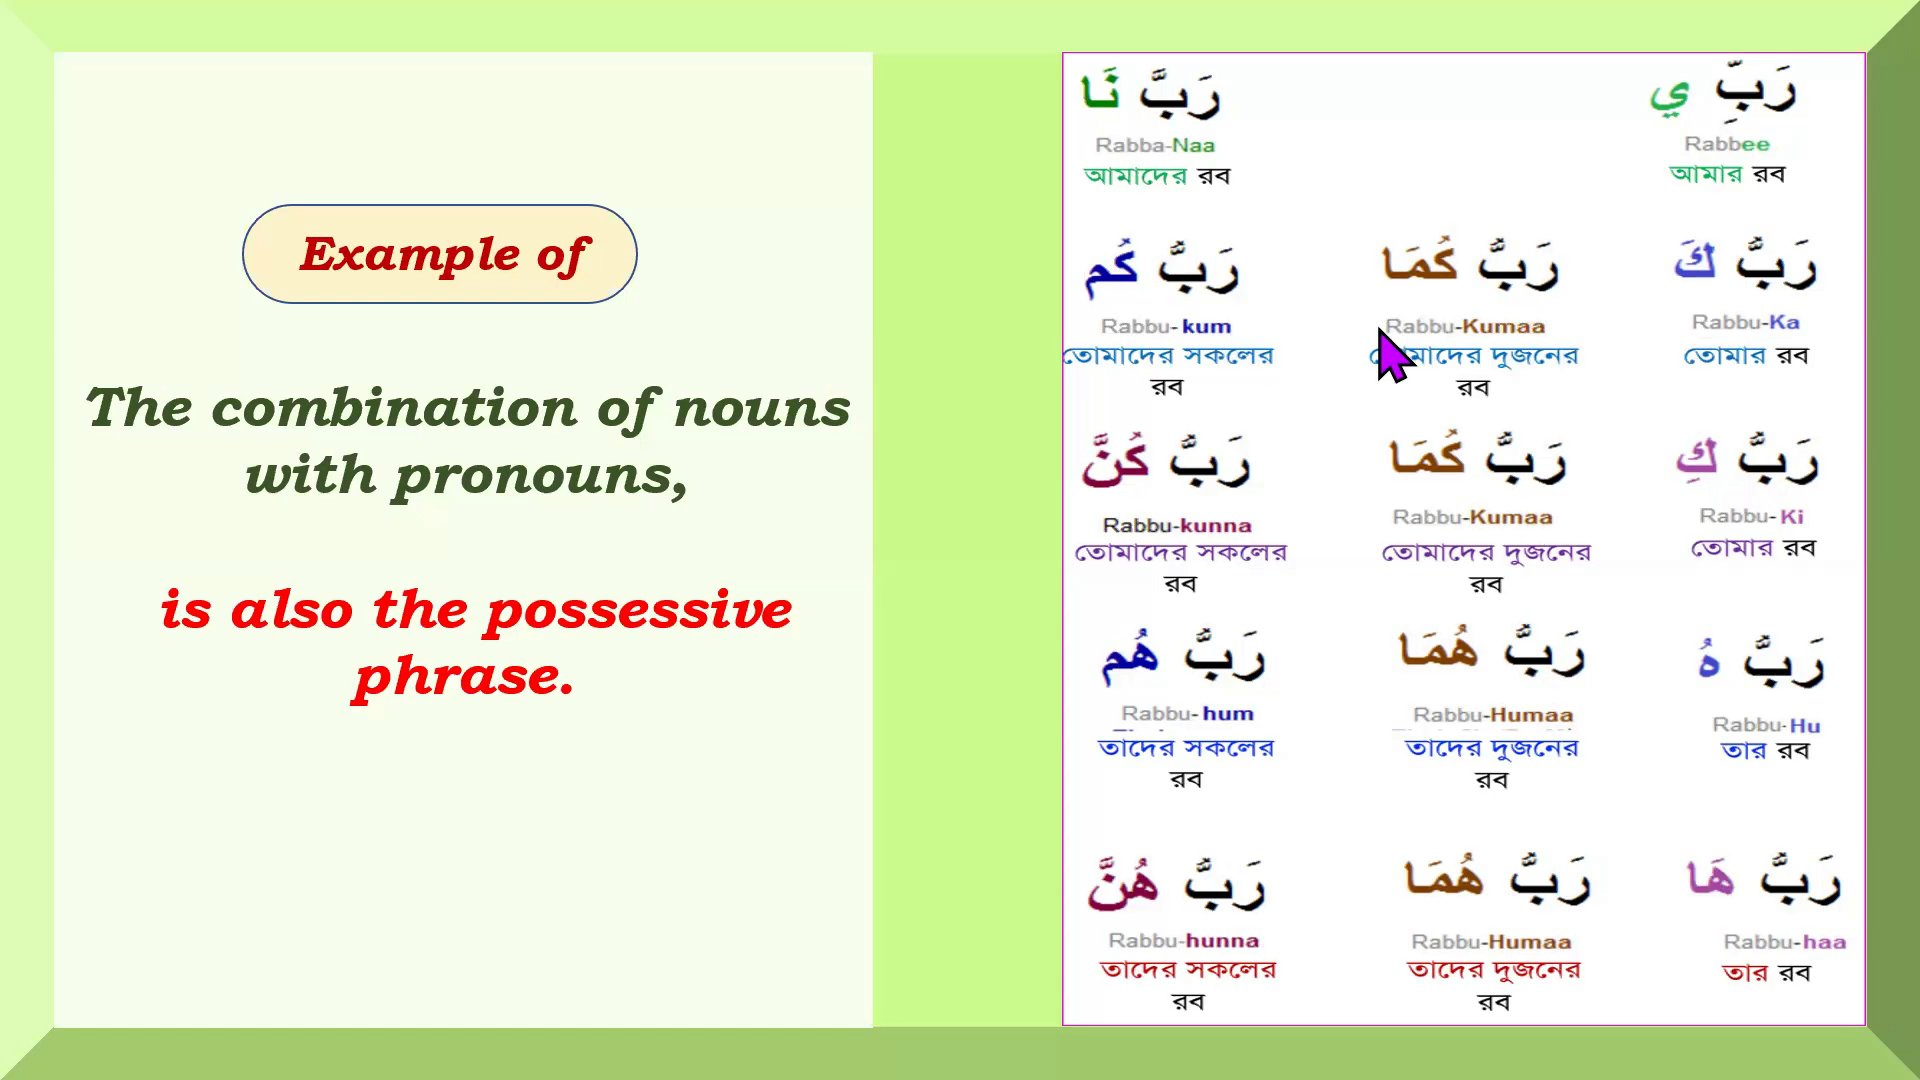 Example of
The combination of nouns
with pronouns,
is also the possessive
phrase.
رَبَّ نَا
رَبِّ ي
Rabba-Naa
Rabbee
আমাদের রব
আমার রব
رَبُّ كُم
رَبُّ كُمَا
رَبُّ كَ
Rabbu-kum
Rabbu-Kumaa
Rabbu-Ka
তোমাদের সকলের
রব
তোমাদের দুজনের
রব
তোমার রব
رَبُّ كُنَّ
رَبُّ كُمَا
رَبُّ كِ
Rabbu-kunna
Rabbu-Kumaa
Rabbu-Ki
তোমাদের সকলের
রব
তোমাদের দুজনের
রব
তোমার রব
رَبُّ هُم
رَبُّ هُمَا
رَبُّ هُ
Rabbu-hum
Rabbu-Humaa
Rabbu-Hu
তাদের সকলের
রব
তাদের দুজনের
রব
তার রব
رَبُّ هُنَّ
رَبُّ هُمَا
رَبُّ هَا
Rabbu-hunna
Rabbu-Humaa
Rabbu-haa
তাদের সকলের
রব
তাদের দুজনের
রব
তার রব